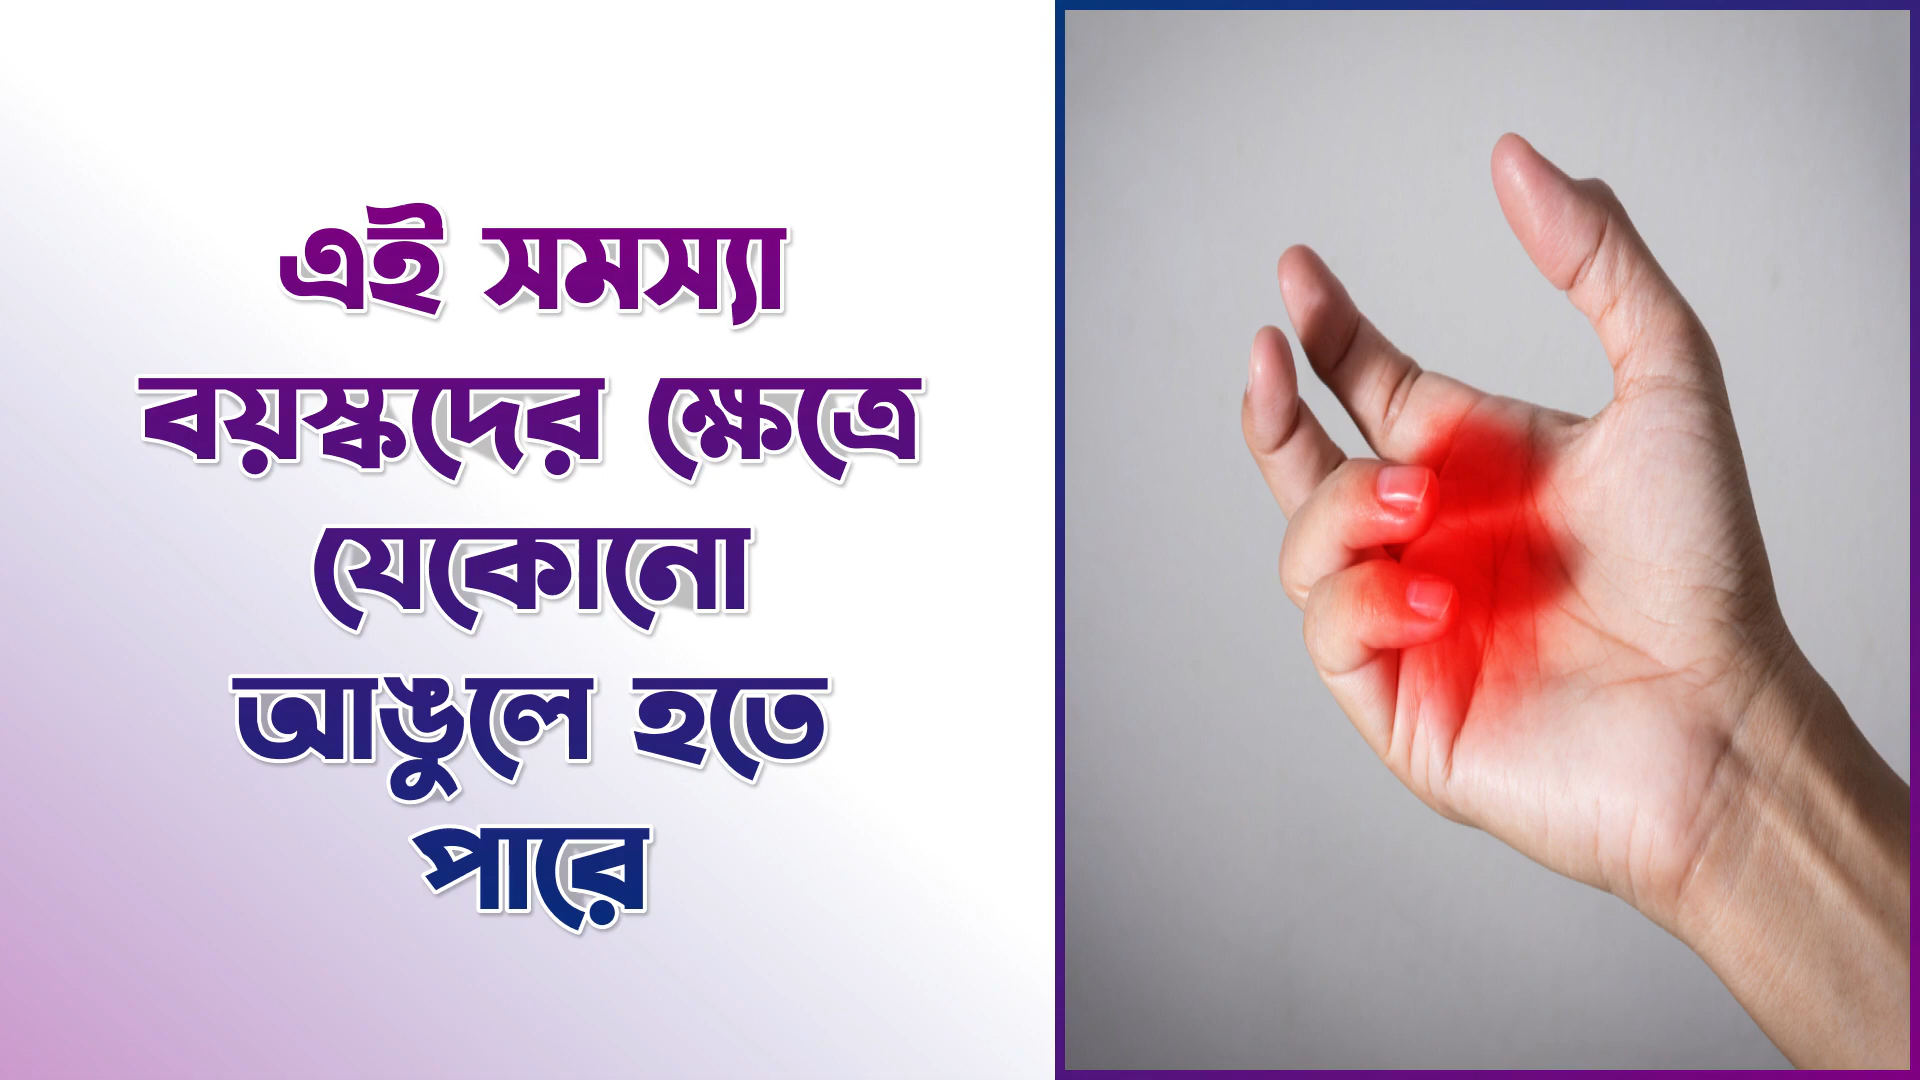 এই সমস্যা
বয়স্কদের ক্ষেত্রে
যেকোনো
আঙুলে হতে
পারে